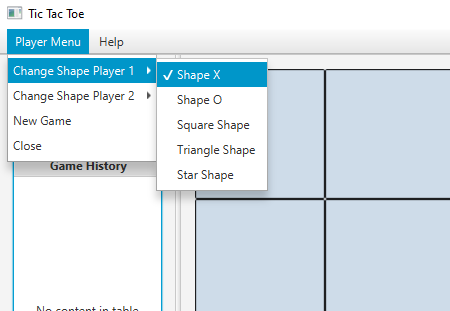 Tic Tac Toe
Player Menu Help
Change Shape Player 1
Change Shape Player 2
New Game
Close
Shape X
Shape O
Square Shape
Triangle Shape
Star Shape
Game History
No content in table